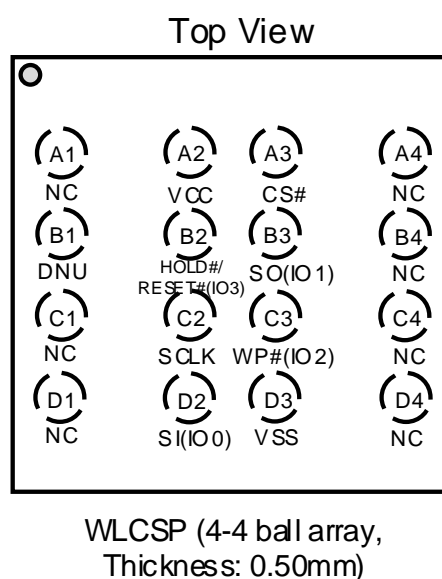 Top View
A1 A2 A3 A4
NC VCC CS# NC
B1 B2 B3 B4
DNU HOLD#/ SO(IO1) NC
RESET#(IO3)
C1 C2 C3 C4
NC SCLK WP#(IO2) NC
D1 D2 D3 D4
NC SI(IO0) VSS NC
WLCSP (4-4 ball array,
Thickness: 0.50mm)